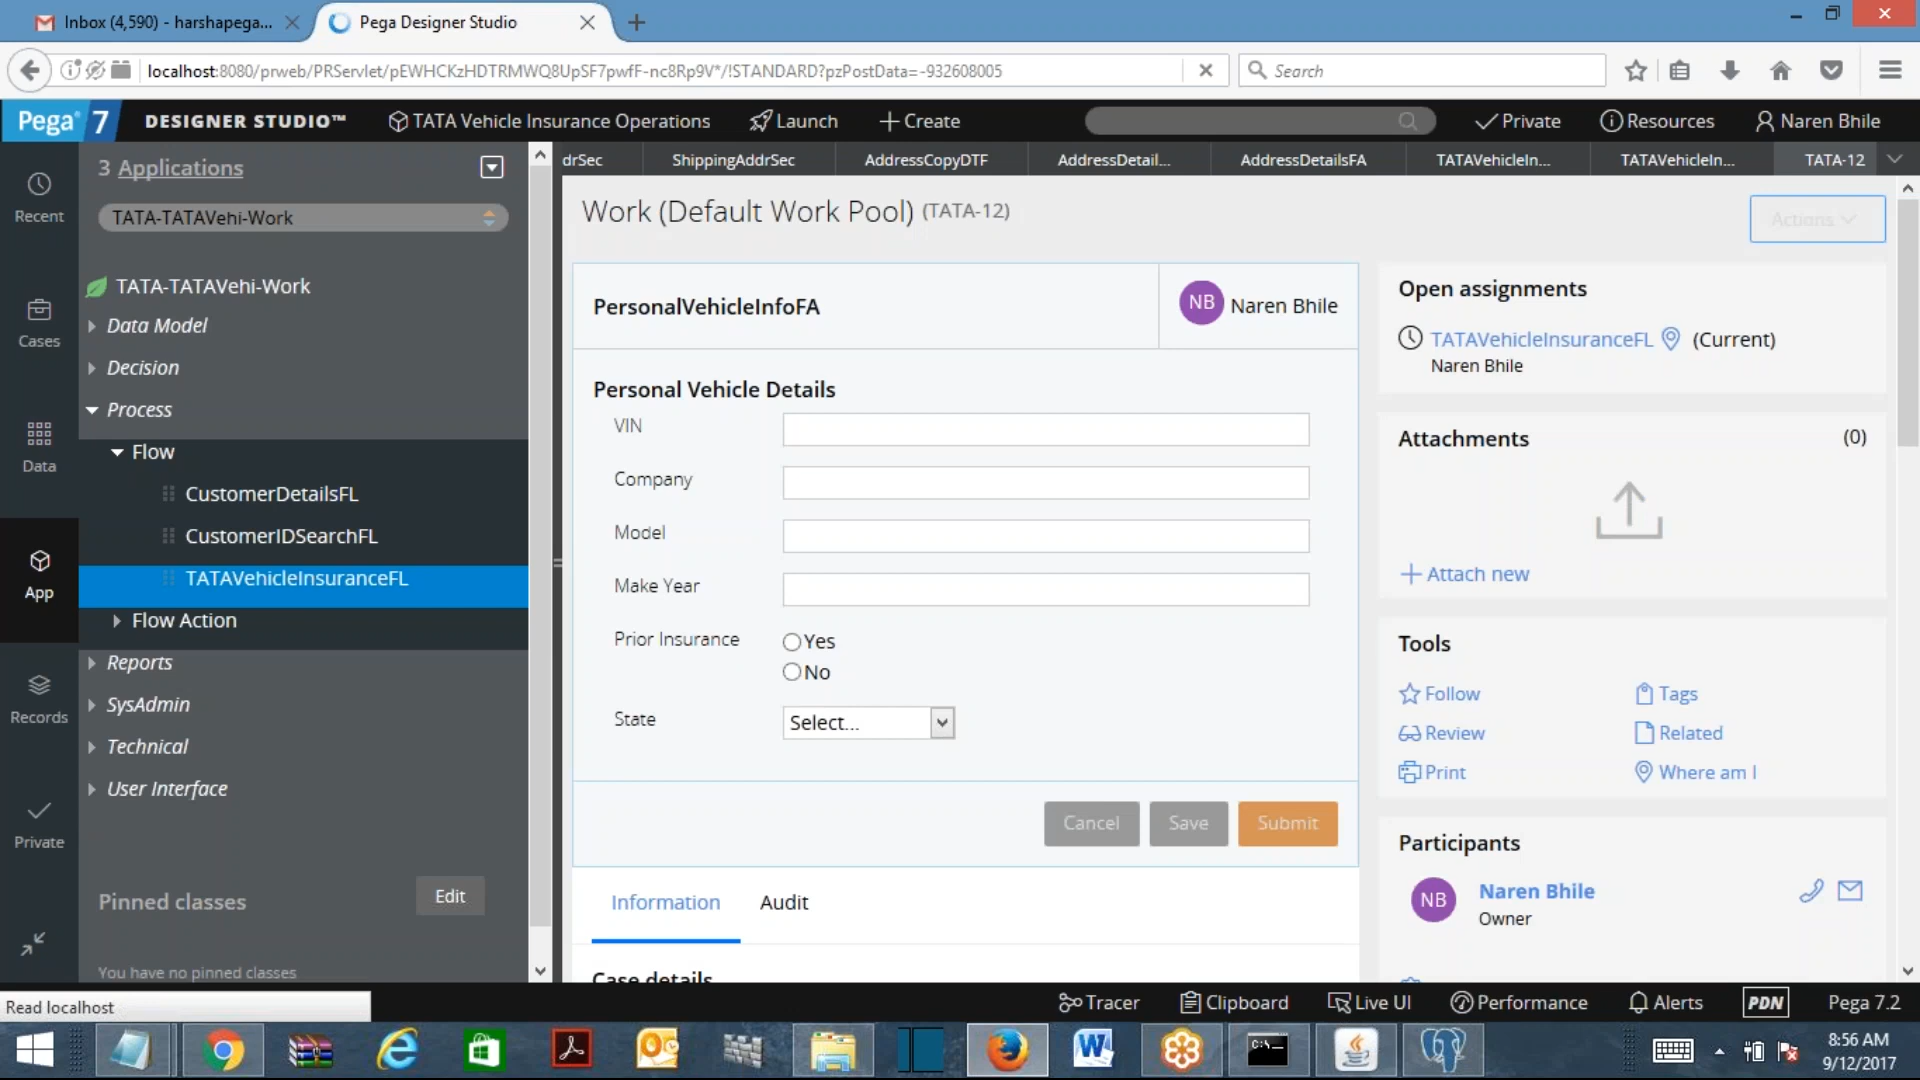 Inbox (4,590) - harshapega...
Pega Designer Studio
localhost:8080/prweb/PRServlet/pEWHCKzHDTRMWQ8UpSF7pwfF-nc8Rp9V*/!STANDARD?pzPostData=-932608005
Search
Pega 7
DESIGNER STUDIO™
TATA Vehicle Insurance Operations
Launch
Create
Private
Resources
Naren Bhile
3 Applications
drSec
ShippingAddrSec
AddressCopyDTF
AddressDetail...
AddressDetailsFA
TATAVehicleIn...
TATAVehicleIn...
TATA-12
Recent
Cases
Data
App
Records
Private
TATA-TATAVehi-Work
TATA-TATAVehi-Work
Data Model
Decision
Process
Flow
CustomerDetailsFL
CustomerIDSearchFL
TATAVehicleInsuranceFL
Flow Action
Reports
SysAdmin
Technical
User Interface
Pinned classes
Edit
You have no pinned classes
Work (Default Work Pool) (TATA-12)
Actions
PersonalVehicleInfoFA
NB Naren Bhile
Personal Vehicle Details
VIN
Company
Model
Make Year
Prior Insurance
Yes
No
State
Select...
Cancel
Save
Submit
Information
Audit
Case details
Open assignments
TATAVehicleInsuranceFL (Current)
Naren Bhile
Attachments (0)
Attach new
Tools
Follow
Tags
Review
Related
Print
Where am I
Participants
NB
Naren Bhile
Owner
Read localhost
Tracer
Clipboard
Live UI
Performance
Alerts
PDN
Pega 7.2
C:\
8:56 AM
9/12/2017